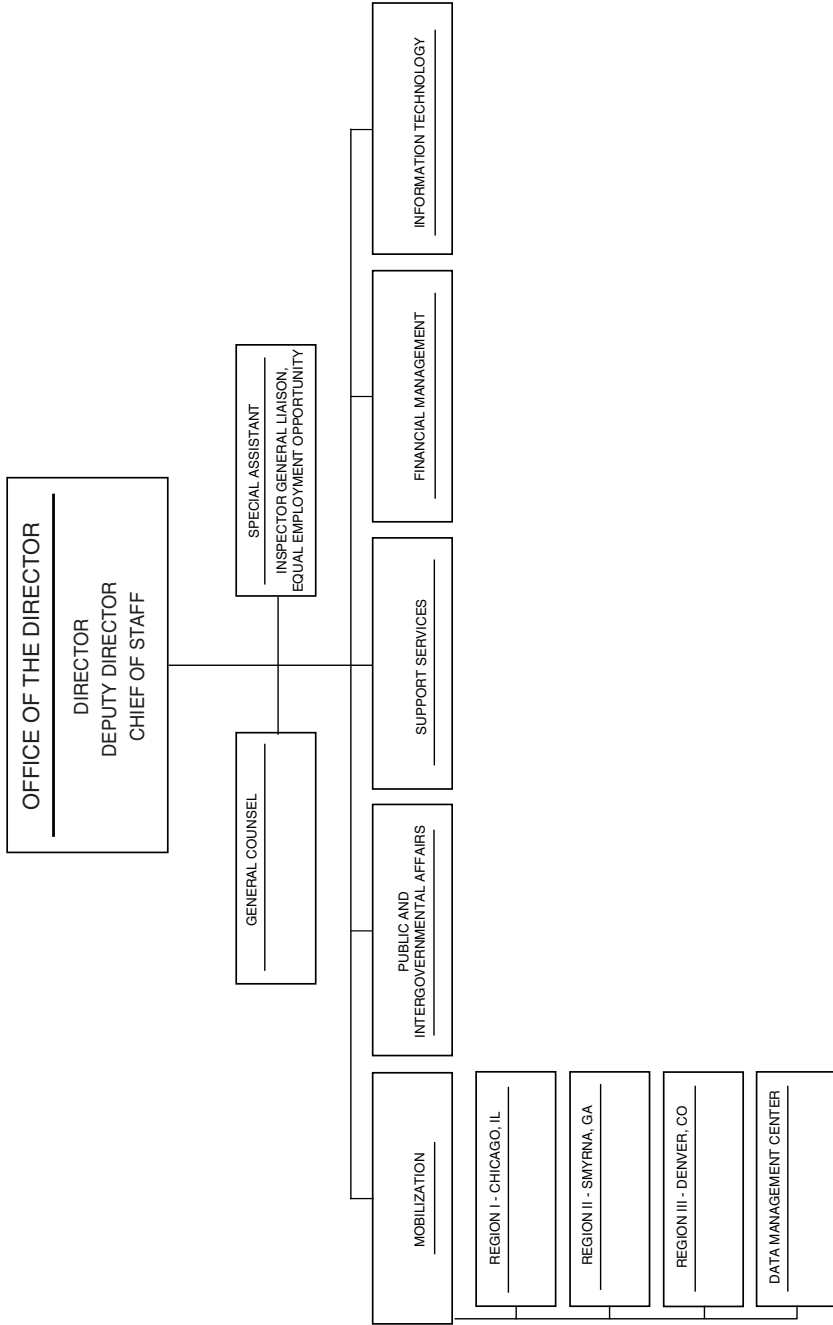 OFFICE OF THE DIRECTOR
DIRECTOR
DEPUTY DIRECTOR
CHIEF OF STAFF
GENERAL COUNSEL
SPECIAL ASSISTANT
INSPECTOR GENERAL LIAISON,
EQUAL EMPLOYMENT OPPORTUNITY
MOBILIZATION
PUBLIC AND
INTERGOVERNMENTAL AFFAIRS
SUPPORT SERVICES
FINANCIAL MANAGEMENT
INFORMATION TECHNOLOGY
REGION I - CHICAGO, IL
REGION II - SMYRNA, GA
REGION III - DENVER, CO
DATA MANAGEMENT CENTER